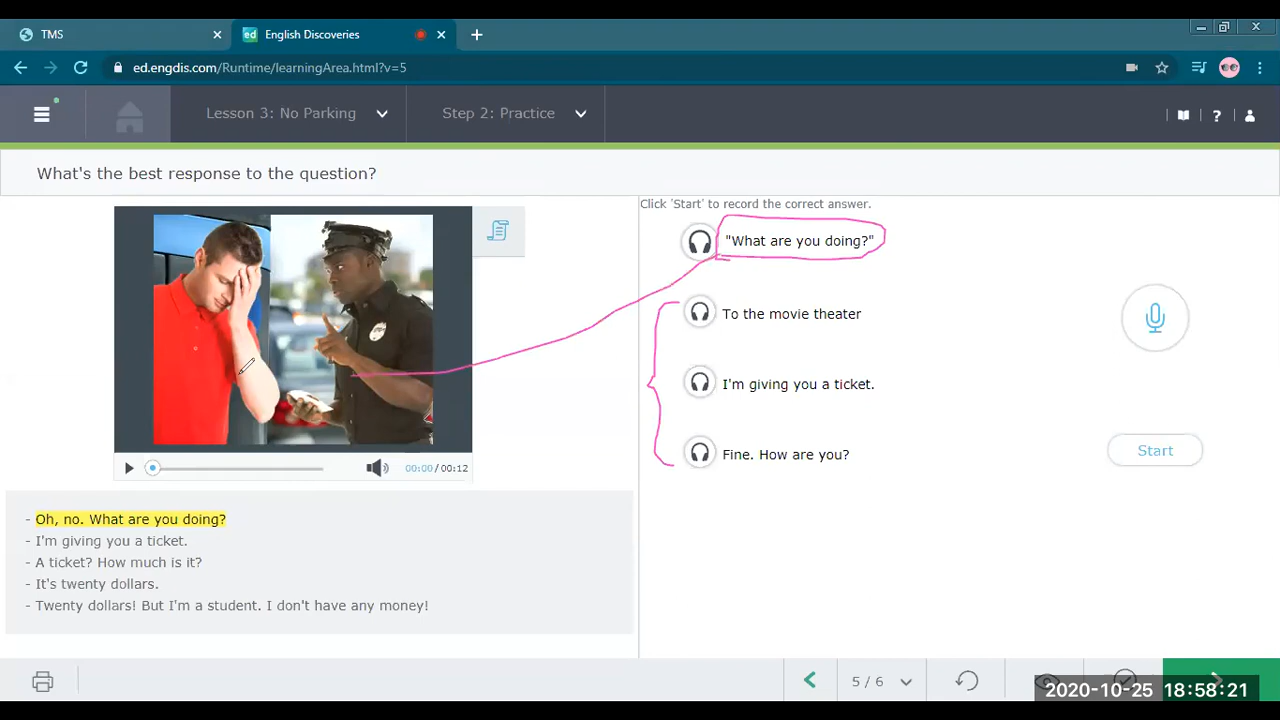 TMS
English Discoveries
ed.engdis.com/Runtime/learningArea.html?v=5
Lesson 3: No Parking
Step 2: Practice
What's the best response to the question?
Click 'Start' to record the correct answer.
"What are you doing?"
To the movie theater
I'm giving you a ticket.
Fine. How are you?
Start
00:00/00:12
- Oh, no. What are you doing?
- I'm giving you a ticket.
- A ticket? How much is it?
- It's twenty dollars.
- Twenty dollars! But I'm a student. I don't have any money!
5 / 6
2020-10-25 18:58:21